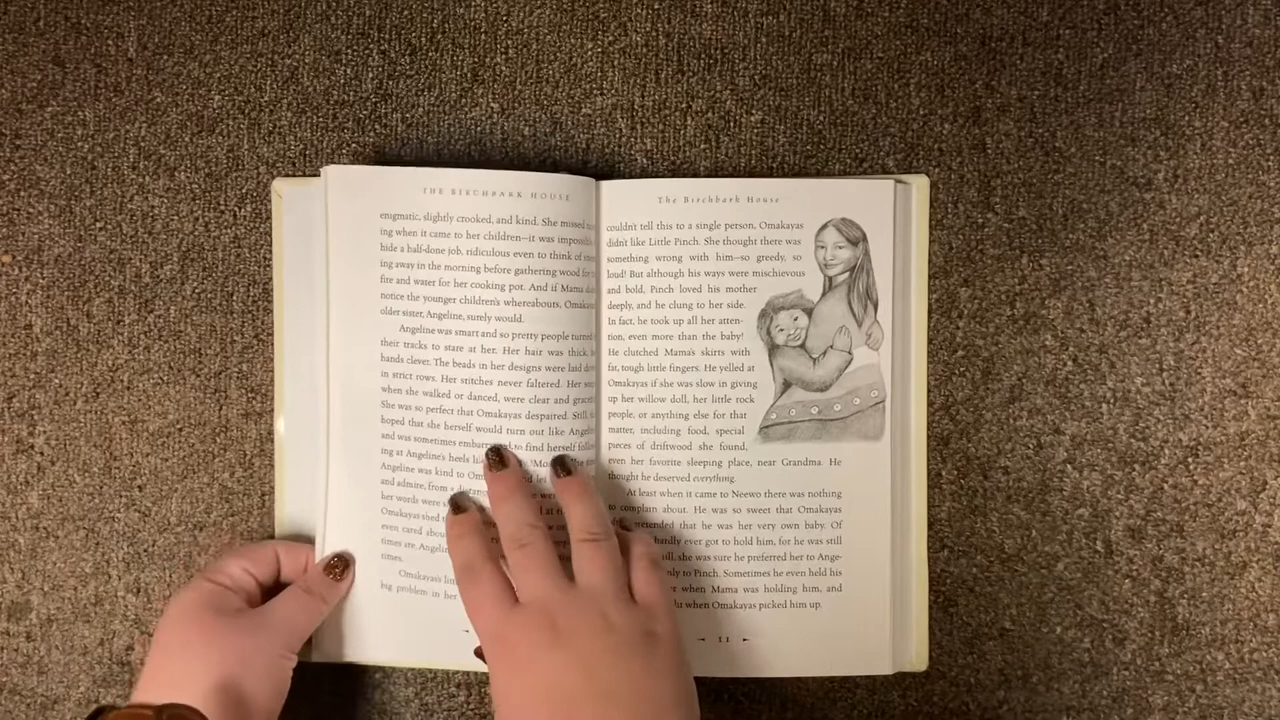 THE BIRCHBARK HOUSE
enigmatic, slightly crooked, and kind. She missed
ing when it came to her children—it was
hide a half-done job, ridiculous even to think of
ing away in the morning before gathering wood
fire and water for her cooking pot. And if Mama
notice the younger children's whereabouts,
older sister, Angeline, surely would.
Angeline was smart and so pretty people turned
their tracks to stare at her. Her hair was thick,
hands clever. The beads in her designs were laid
in strict rows. Her stitches never faltered. Her
when she walked or danced, were clear and
She was so perfect that Omakayas despaired. Still,
hoped that she herself would turn out like
and was sometimes to find herself
ing at Angeline's heels
Angeline was kind to
and admire, from a
her words were
Omakayas shed
even cared
times are.
times.
Omakayas's
big problem in her
The Birchbark House
couldn't tell this to a single person, Omakayas
didn't like Little Pinch. She thought there was
something wrong with him—so greedy, so
loud! But although his ways were mischievous
and bold, Pinch loved his mother
deeply, and he clung to her side.
In fact, he took up all her atten-
tion, even more than the baby!
He clutched Mama's skirts with
fat, tough little fingers. He yelled at
Omakayas if she was slow in giving
up her willow doll, her little rock
people, or anything else for that
matter, including food, special
pieces of driftwood she found,
even her favorite sleeping place, near Grandma. He
thought he deserved everything.
At least when it came to Neewo there was nothing
to complain about. He was so sweet that Omakayas
pretended that he was her very own baby. Of
hardly ever got to hold him, for he was still
she was sure he preferred her to Ange-
to Pinch. Sometimes he even held his
when Mama was holding him, and
when Omakayas picked him up.
11